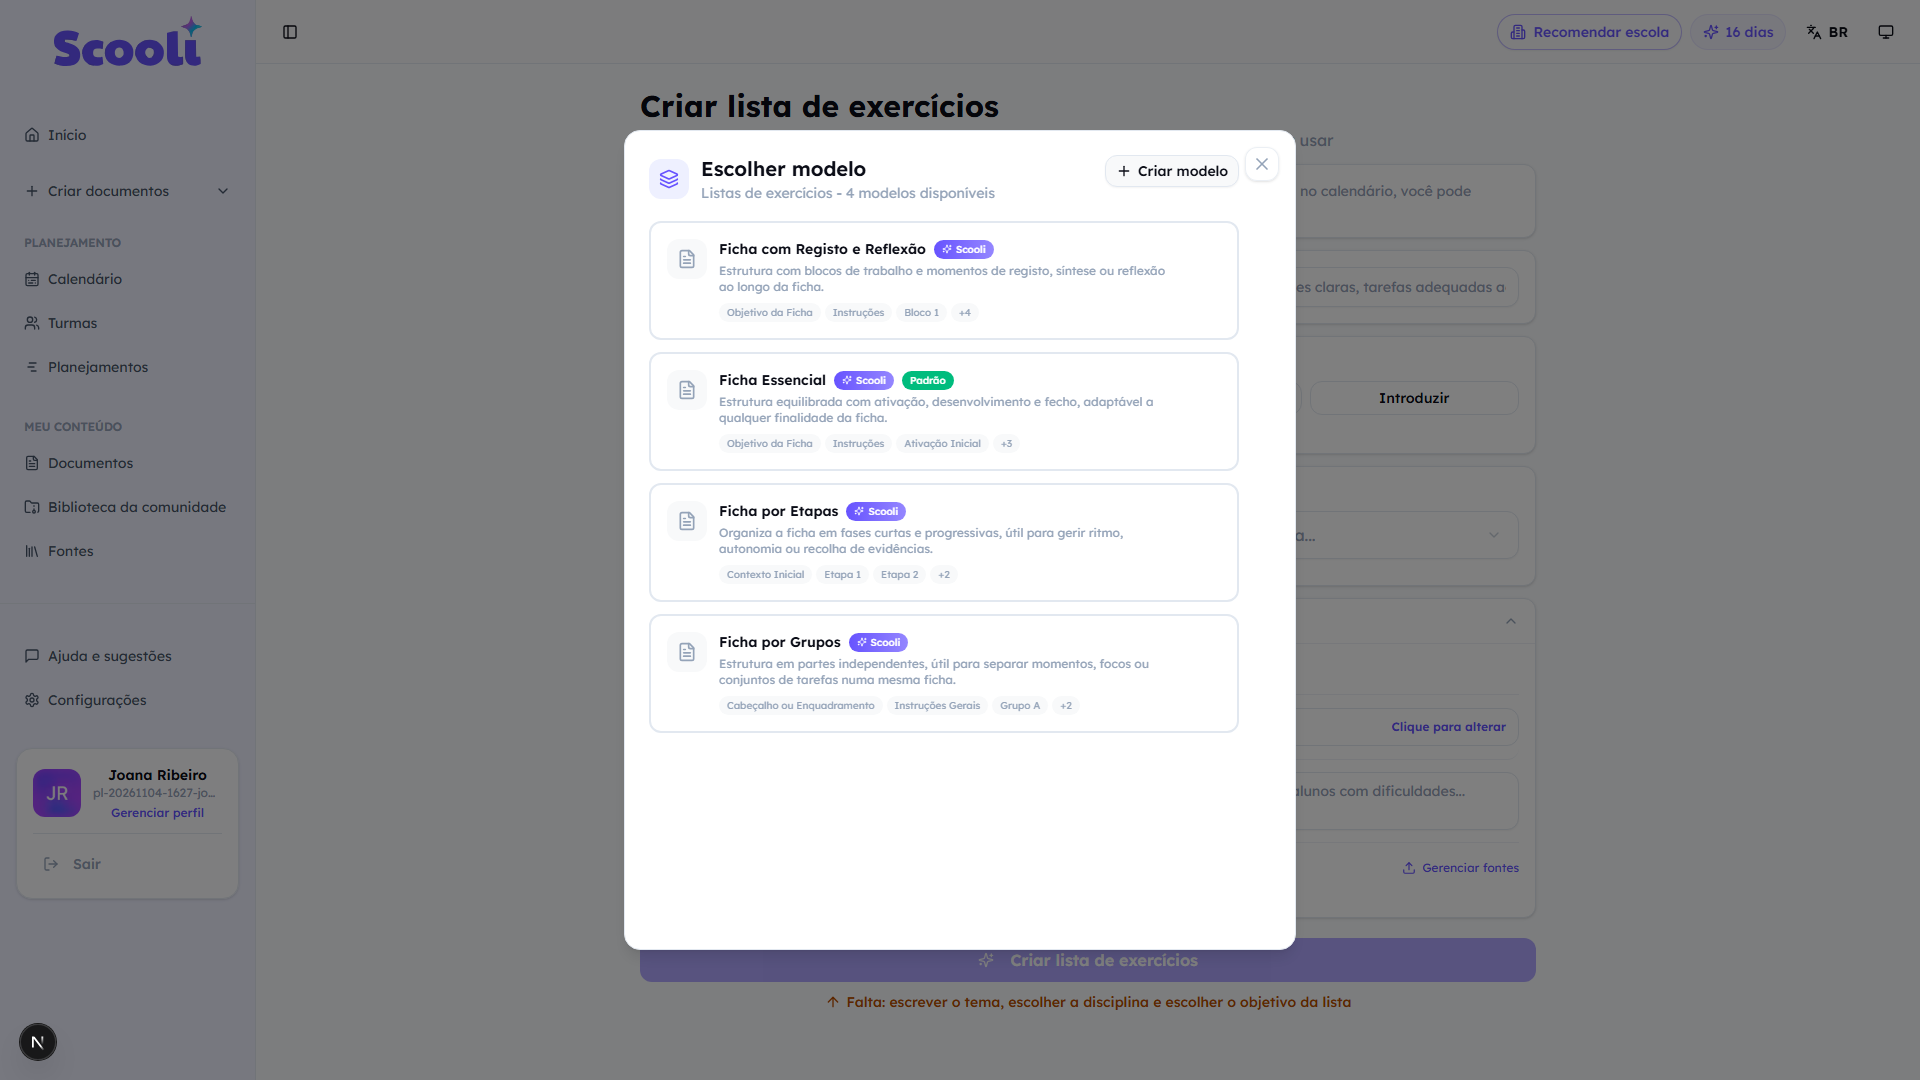 Scooli
Recomendar escola
16 dias
BR
Início
Criar documentos
PLANEJAMENTO
Calendário
Turmas
Planejamentos
MEU CONTEÚDO
Documentos
Biblioteca da comunidade
Fontes
Ajuda e sugestões
Configurações
JR
Joana Ribeiro
pl-20261104-1627-jo...
Gerenciar perfil
Sair
N
Criar lista de exercícios
usar
no calendário, você pode
es claras, tarefas adequadas a
Introduzir
a...
Clique para alterar
alunos com dificuldades...
Gerenciar fontes
Criar lista de exercícios
Falta: escrever o tema, escolher a disciplina e escolher o objetivo da lista
Escolher modelo
Listas de exercícios - 4 modelos disponíveis
Criar modelo
Ficha com Registo e Reflexão Scooli
Estrutura com blocos de trabalho e momentos de registo, síntese ou reflexão
ao longo da ficha.
Objetivo da Ficha Instruções Bloco 1 +4
Ficha Essencial Scooli Padrão
Estrutura equilibrada com ativação, desenvolvimento e fecho, adaptável a
qualquer finalidade da ficha.
Objetivo da Ficha Instruções Ativação Inicial +3
Ficha por Etapas Scooli
Organiza a ficha em fases curtas e progressivas, útil para gerir ritmo,
autonomia ou recolha de evidências.
Contexto Inicial Etapa 1 Etapa 2 +2
Ficha por Grupos Scooli
Estrutura em partes independentes, útil para separar momentos, focos ou
conjuntos de tarefas numa mesma ficha.
Cabeçalho ou Enquadramento Instruções Gerais Grupo A +2